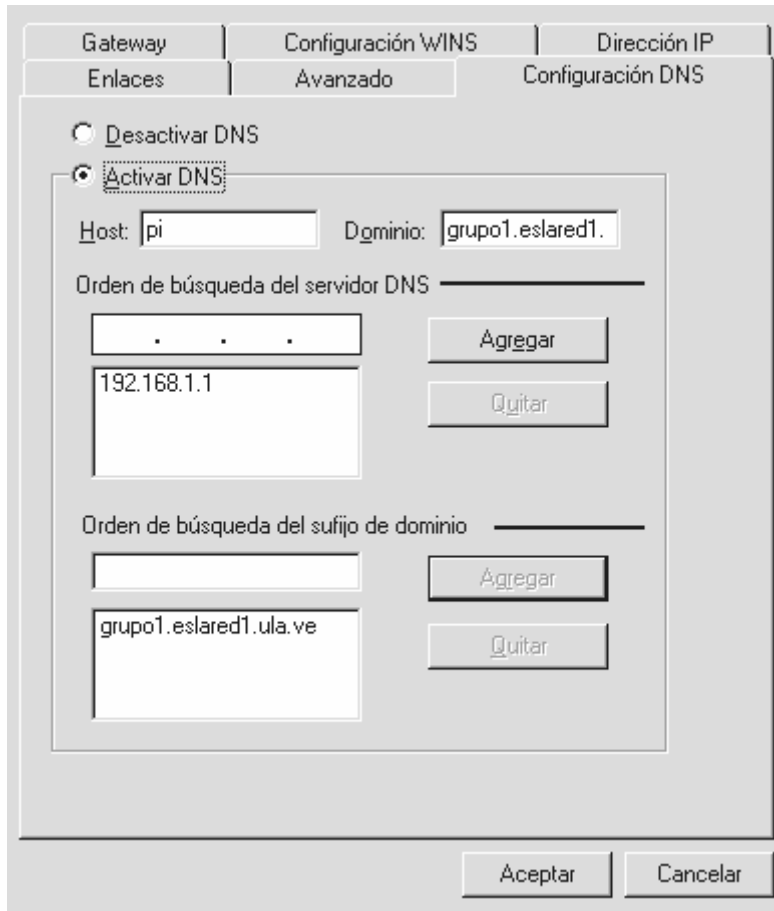 Gateway Configuración WINS Dirección IP
Enlaces Avanzado Configuración DNS
Desactivar DNS
Activar DNS
Host: pi Dominio: grupo1.eslared1.
Orden de búsqueda del servidor DNS
. . . Agregar
192.168.1.1
Quitar
Orden de búsqueda del sufijo de dominio
Agregar
grupo1.eslared1.ula.ve
Quitar
Aceptar Cancelar